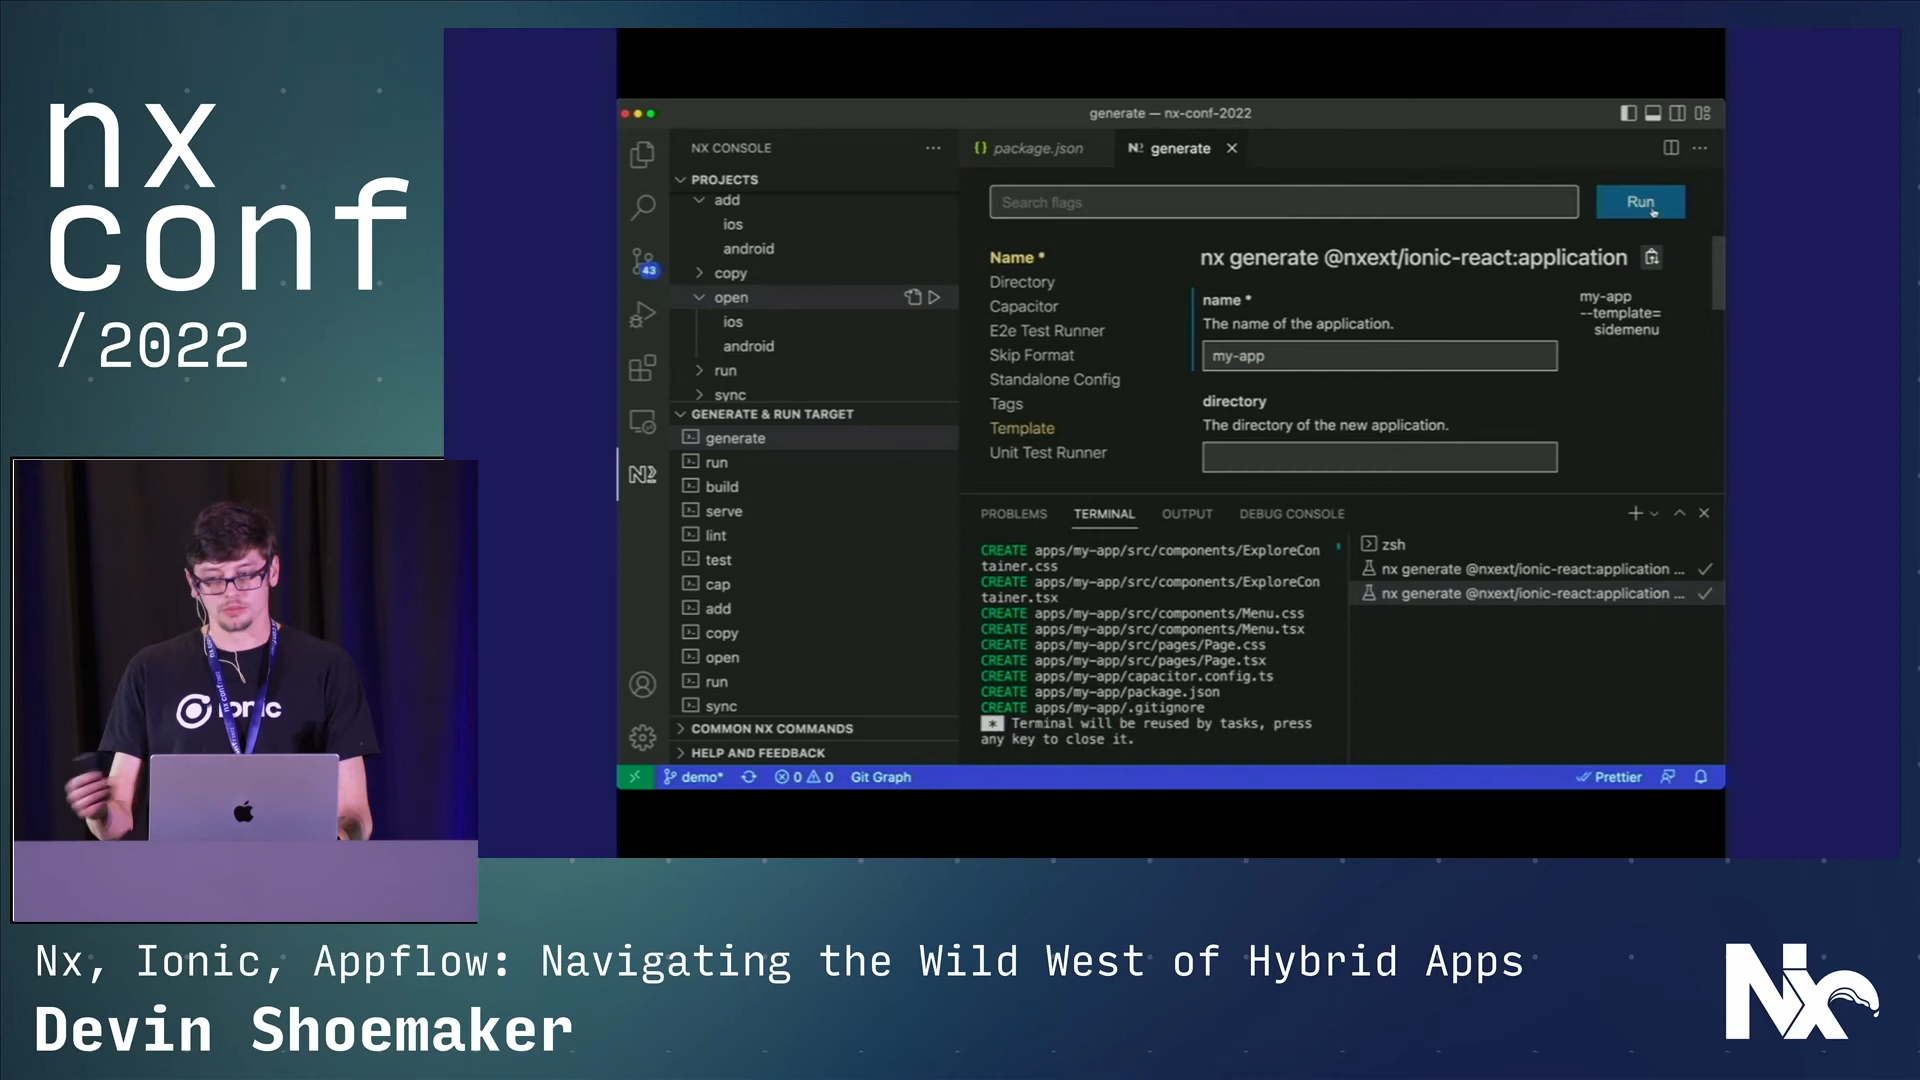 nx
conf
/2022
generate — nx-conf-2022
NX CONSOLE
PROJECTS
add
ios
android
copy
open
ios
android
run
sync
GENERATE & RUN TARGET
generate
run
build
serve
lint
test
cap
add
copy
open
run
sync
COMMON NX COMMANDS
HELP AND FEEDBACK
43
package.json
generate
Search flags
Run
Name *
Directory
Capacitor
E2e Test Runner
Skip Format
Standalone Config
Tags
Template
Unit Test Runner
nx generate @nxext/ionic-react:application
name *
The name of the application.
my-app
directory
The directory of the new application.
my-app
--template=
sidemenu
PROBLEMS TERMINAL OUTPUT DEBUG CONSOLE
CREATE apps/my-app/src/components/ExploreCon
tainer.css
CREATE apps/my-app/src/components/ExploreCon
tainer.tsx
CREATE apps/my-app/src/components/Menu.css
CREATE apps/my-app/src/components/Menu.tsx
CREATE apps/my-app/src/pages/Page.css
CREATE apps/my-app/src/pages/Page.tsx
CREATE apps/my-app/capacitor.config.ts
CREATE apps/my-app/package.json
CREATE apps/my-app/.gitignore
* Terminal will be reused by tasks, press
any key to close it.
zsh
nx generate @nxext/ionic-react:application ...
nx generate @nxext/ionic-react:application ...
demo* 0 0 Git Graph
Prettier
ionic
Nx, Ionic, Appflow: Navigating the Wild West of Hybrid Apps
Devin Shoemaker
Nx